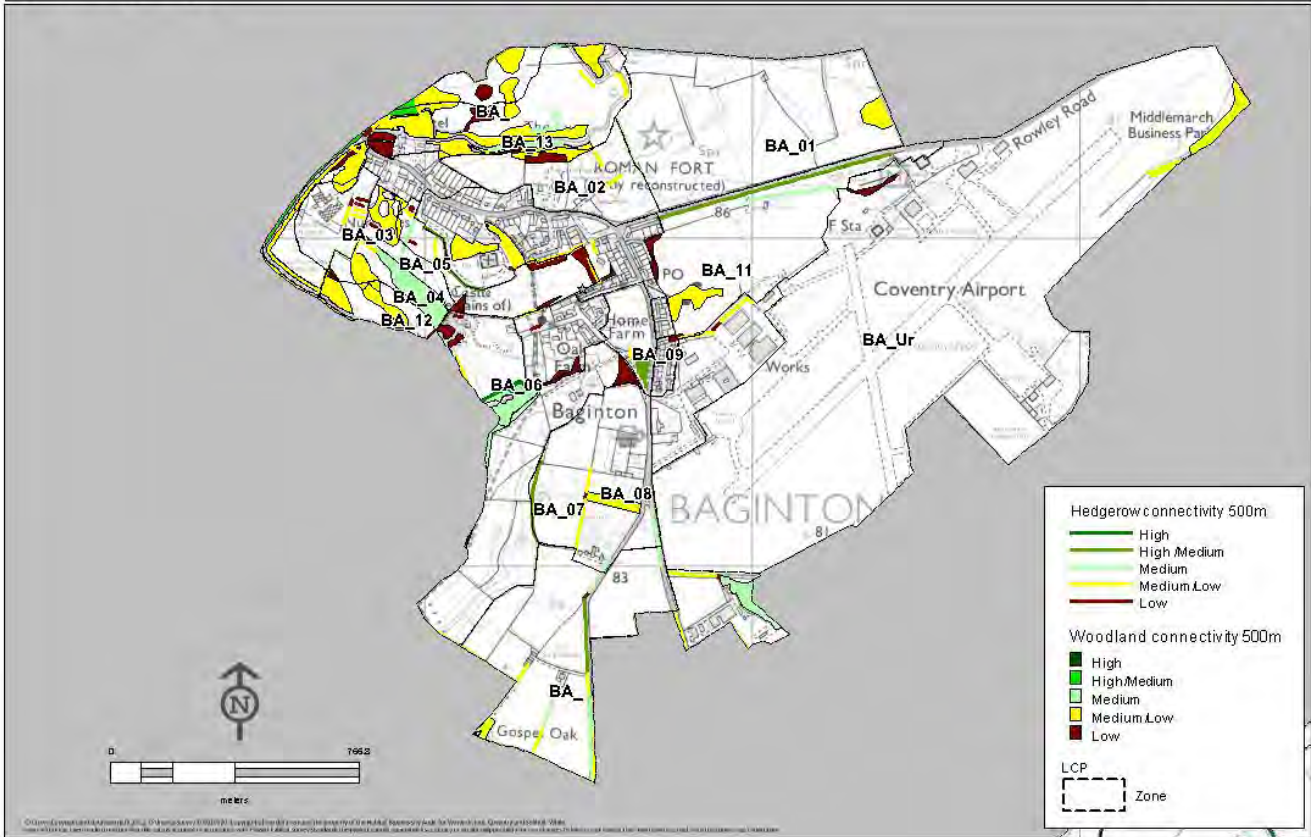 BA_
BA_13
BA_01
Rowley Road
Middlemarch
Business Park
ROMAN FORT
reconstructed)
BA_02
86
F Sta
BA_03
BA_05
BA_11
PO
BA_04
Castle
BA_12
Coventry Airport
Home
Farm
BA_Ur
BA_09
Works
BA_06
Baginton
BA_08
BA_07
BAGINTON
81
83
BA_
Gospel Oak
N
0
766.8
meters
Hedgerow connectivity 500m
High
High/Medium
Medium
Medium/Low
Low
Woodland connectivity 500m
High
High/Medium
Medium
Medium/Low
Low
LCP
Zone